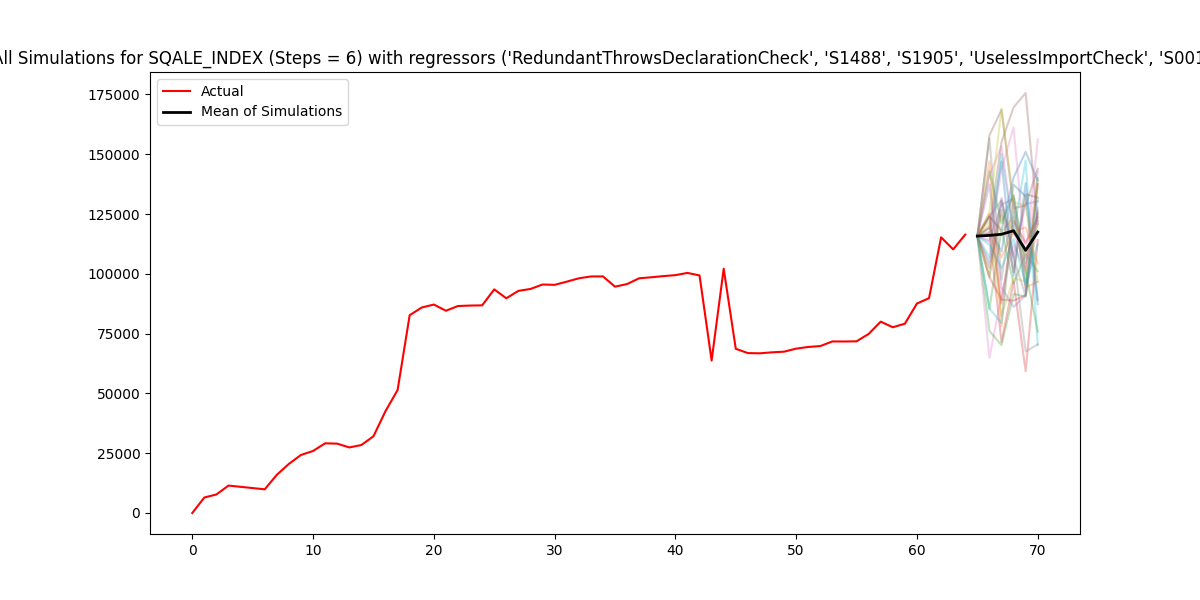 ll Simulations for SQALE_INDEX (Steps = 6) with regressors ('RedundantThrowsDeclarationCheck', 'S1488', 'S1905', 'UselessImportCheck', 'S001
Actual
Mean of Simulations
175000
150000
125000
100000
75000
50000
25000
0
0 10 20 30 40 50 60 70